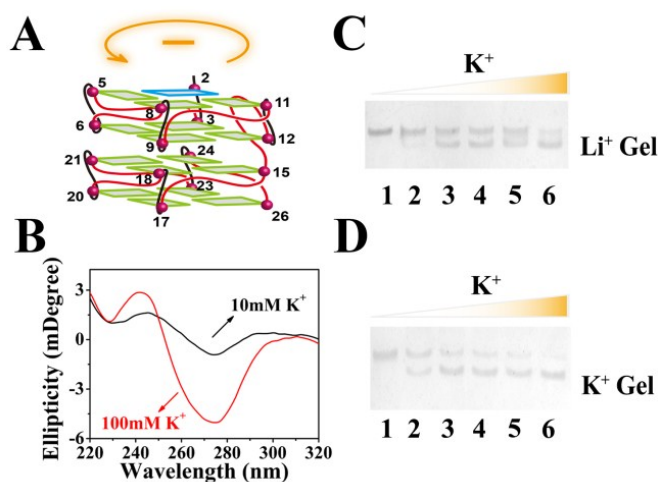 A
−
5
2
8
11
6
3
12
9
24
21
15
18
23
20
26
17
B
Ellipticity (mDegree)
3
0
-3
-6
10mM K⁺
100mM K⁺
220 240 260 280 300 320
Wavelength (nm)
C
K⁺
Li⁺ Gel
1 2 3 4 5 6
D
K⁺
K⁺ Gel
1 2 3 4 5 6